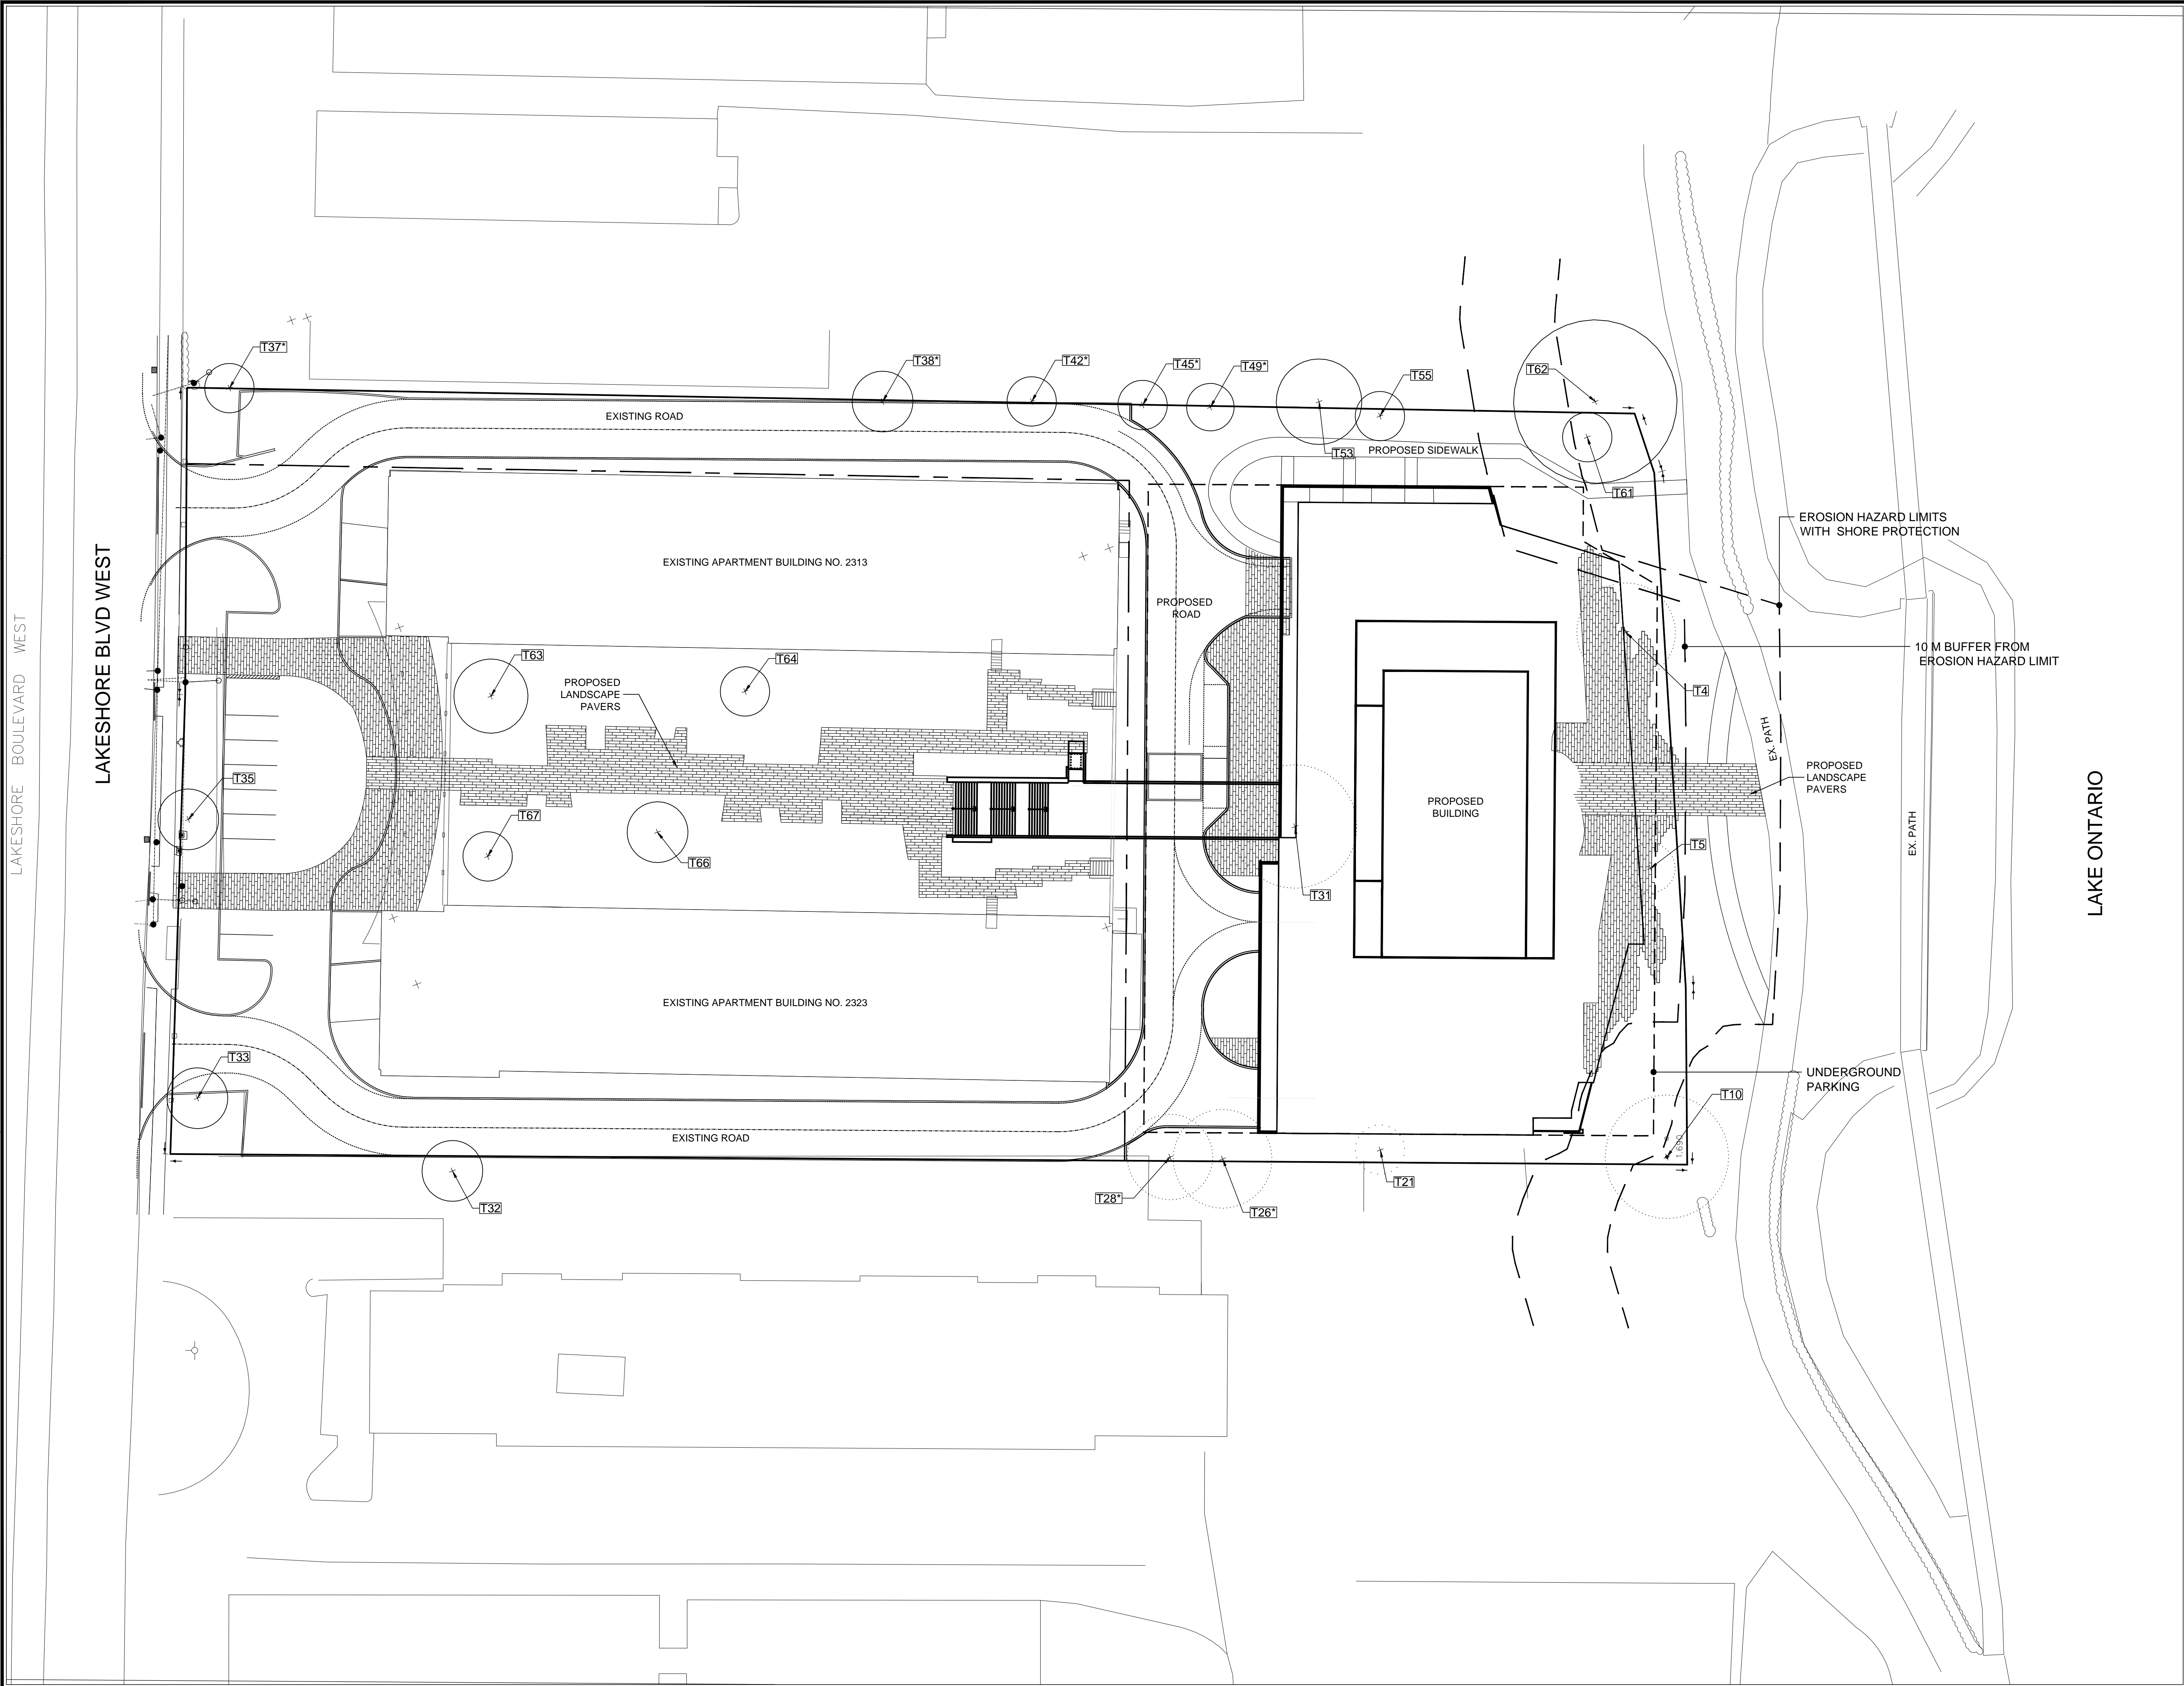 T37*
T38*
T42*
T45*
T49*
T55
T62
EXISTING ROAD
T53
PROPOSED SIDEWALK
T61
EROSION HAZARD LIMITS
WITH SHORE PROTECTION
EXISTING APARTMENT BUILDING NO. 2313
PROPOSED
ROAD
LAKESHORE BOULEVARD WEST
LAKESHORE BLVD WEST
10 M BUFFER FROM
EROSION HAZARD LIMIT
T63
T64
PROPOSED
LANDSCAPE
PAVERS
T4
EX. PATH
PROPOSED
LANDSCAPE
PAVERS
T35
T67
T66
PROPOSED
BUILDING
T5
EX. PATH
LAKE ONTARIO
T31
EXISTING APARTMENT BUILDING NO. 2323
T33
UNDERGROUND
PARKING
T10
EXISTING ROAD
1.690
T32
T28*
T26*
T21